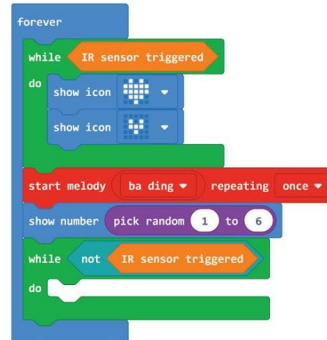 forever
while IR sensor triggered
do show icon
show icon
start melody ba ding repeating once
show number pick random 1 to 6
while not IR sensor triggered
do